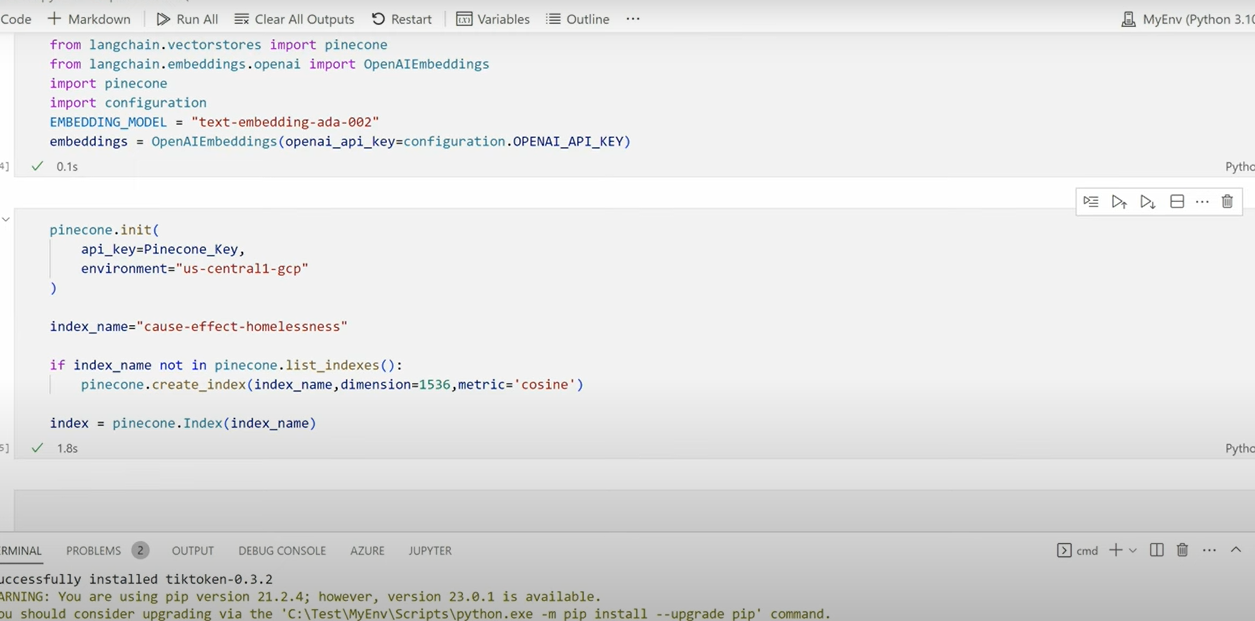 Code + Markdown Run All Clear All Outputs Restart Variables Outline ··· MyEnv (Python 3.10
from langchain.vectorstores import pinecone
from langchain.embeddings.openai import OpenAIEmbeddings
import pinecone
import configuration
EMBEDDING_MODEL = "text-embedding-ada-002"
embeddings = OpenAIEmbeddings(openai_api_key=configuration.OPENAI_API_KEY)
4] 0.1s Pytho
pinecone.init(
    api_key=Pinecone_Key,
    environment="us-central1-gcp"
)
index_name="cause-effect-homelessness"
if index_name not in pinecone.list_indexes():
    pinecone.create_index(index_name,dimension=1536,metric='cosine')
index = pinecone.Index(index_name)
5] 1.8s Pytho
ERMINAL PROBLEMS 2 OUTPUT DEBUG CONSOLE AZURE JUPYTER cmd
uccessfully installed tiktoken-0.3.2
ARNING: You are using pip version 21.2.4; however, version 23.0.1 is available.
ou should consider upgrading via the 'C:\Test\MyEnv\Scripts\python.exe -m pip install --upgrade pip' command.